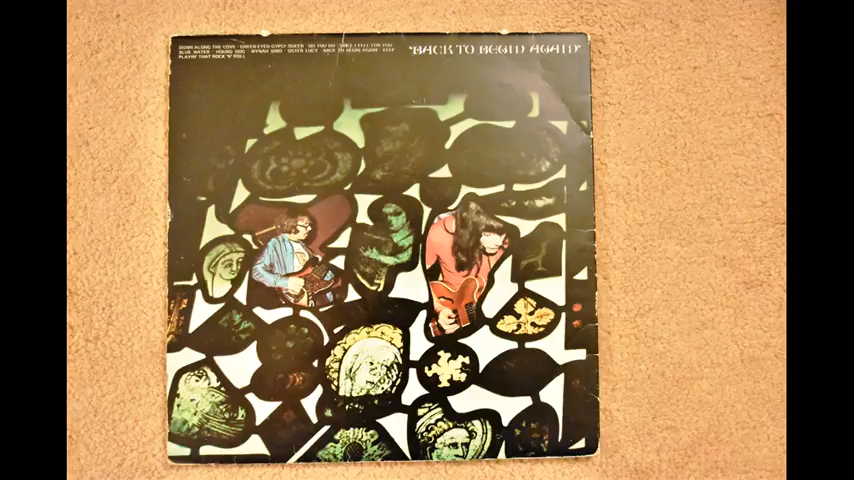 DOWN ALONG THE COVE · GREEN EYED GYPSY QUEEN · DO YOU DO · SINCE I FELL FOR YOU
BLUE WATER · HOUND DOG · MYNAH BIRD · SISTER LUCY · BACK TO BEGIN AGAIN · KEEP
PLAYIN' THAT ROCK 'N' ROLL
"BACK TO BEGIN AGAIN"